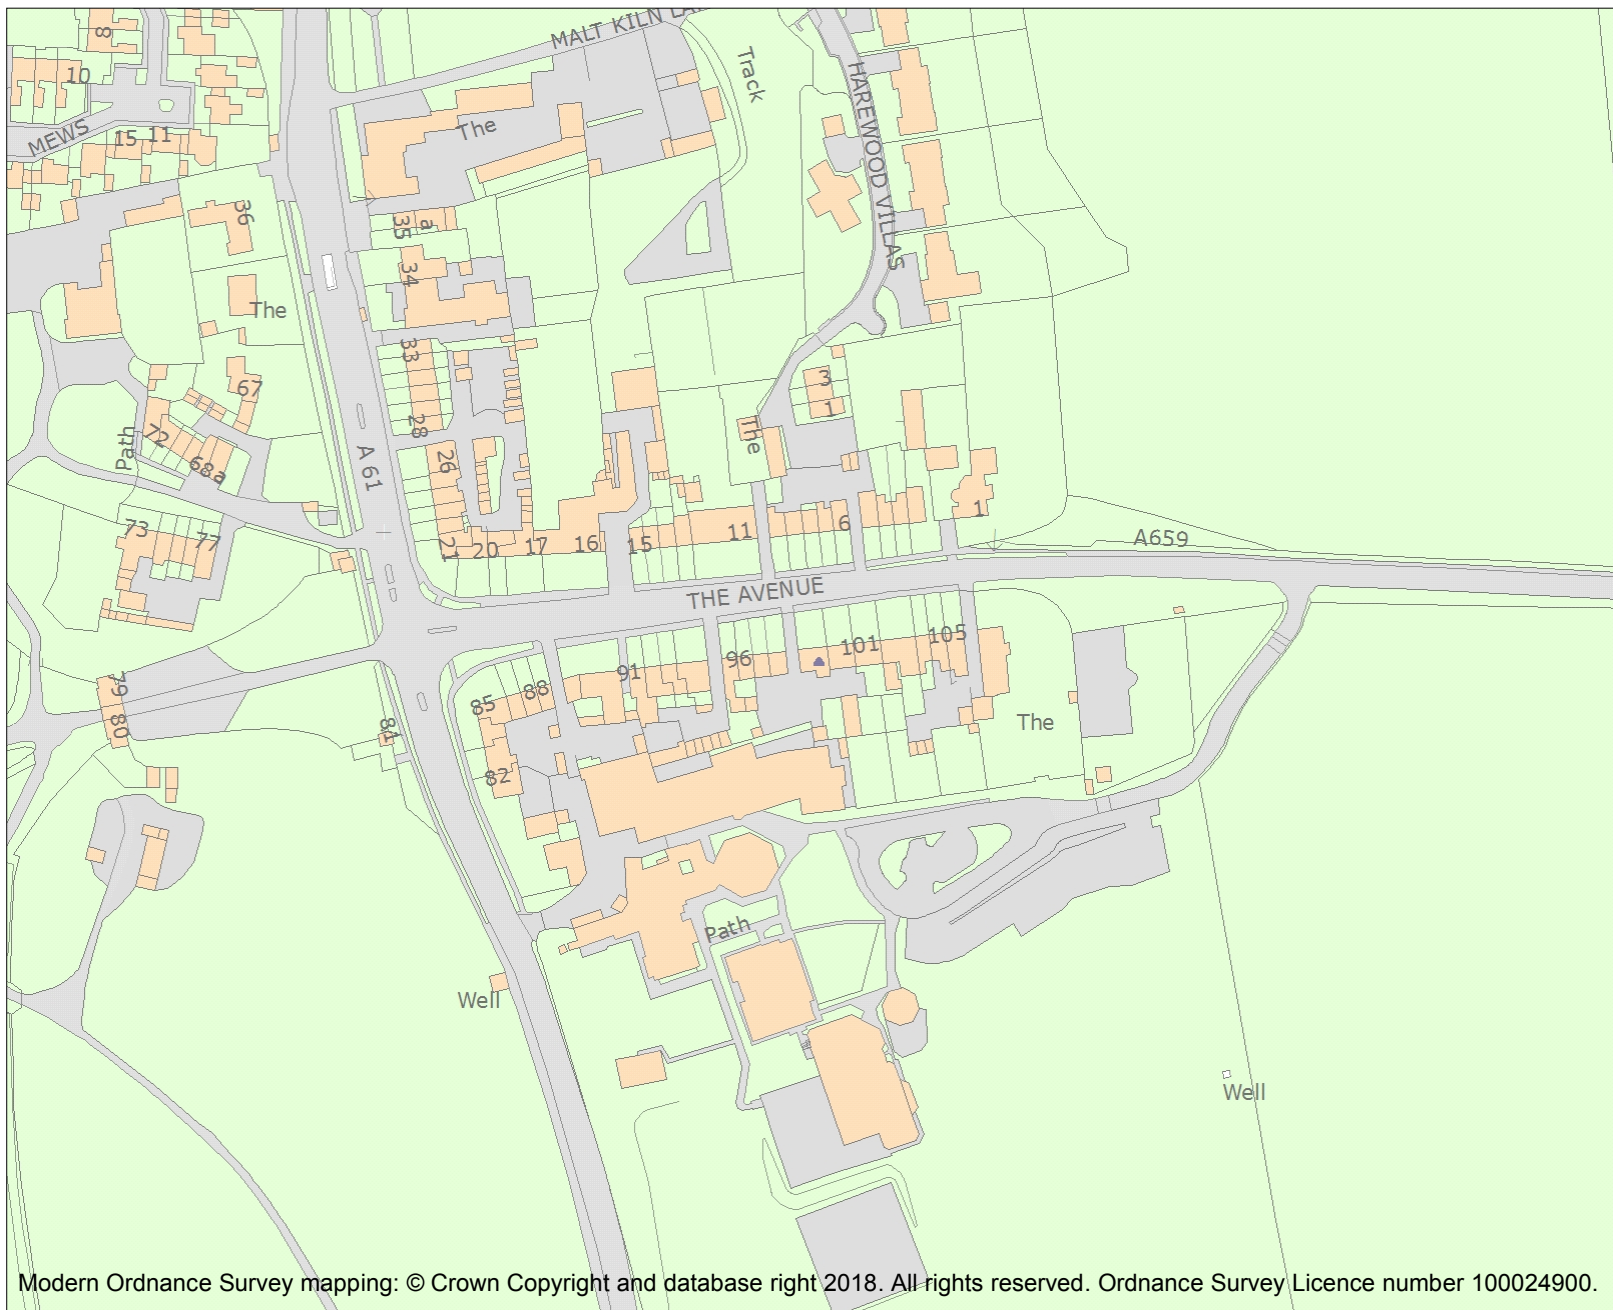 8
10
MEWS
15
11
MALT KILN
Track
HAREWOOD VILLAS
The
36
35
a
34
The
33
28
67
72
68a
Path
A 61
26
3
1
The
73
77
21
20
17
16
15
11
6
1
A659
THE AVENUE
79
80
81
85
88
82
91
96
101
105
The
Path
Well
Well
Modern Ordnance Survey mapping: © Crown Copyright and database right 2018. All rights reserved. Ordnance Survey Licence number 100024900.